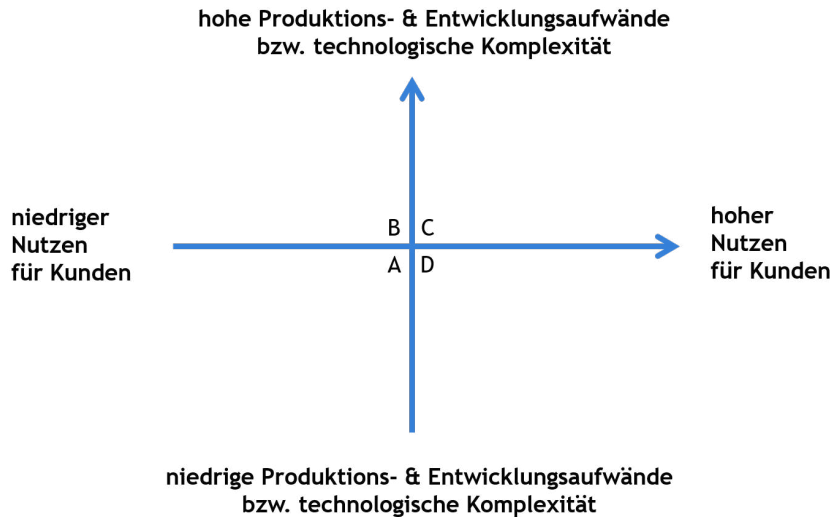 hohe Produktions- & Entwicklungsaufwände
bzw. technologische Komplexität
niedriger
Nutzen
für Kunden
B C
A D
hoher
Nutzen
für Kunden
niedrige Produktions- & Entwicklungsaufwände
bzw. technologische Komplexität